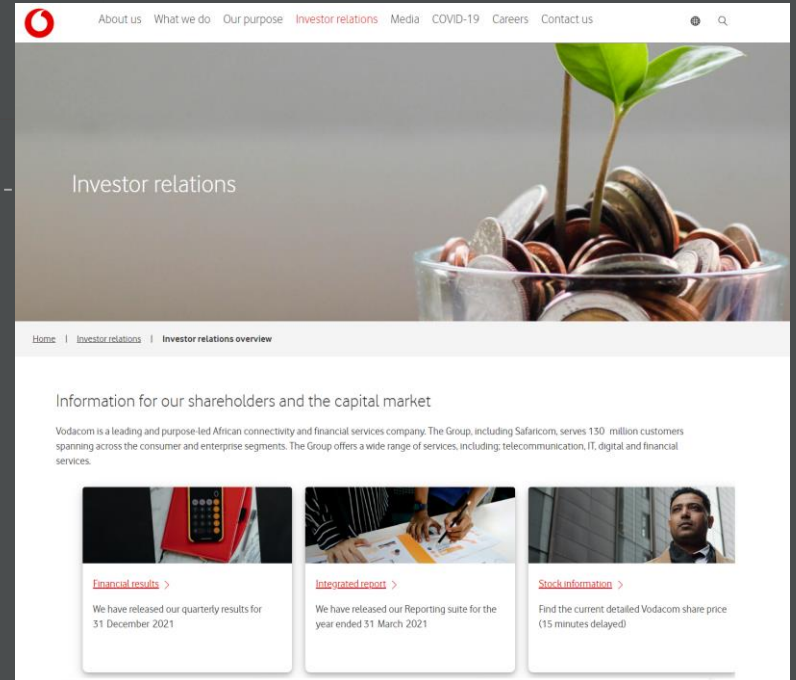 About us What we do Our purpose Investor relations Media COVID-19 Careers Contact us
Investor relations
Home | Investor relations | Investor relations overview
Information for our shareholders and the capital market
Vodacom is a leading and purpose-led African connectivity and financial services company. The Group, including Safaricom, serves 130 million customers
spanning across the consumer and enterprise segments. The Group offers a wide range of services, including; telecommunication, IT, digital and financial
services.
Financial results >
We have released our quarterly results for
31 December 2021
Integrated report >
We have released our Reporting suite for the
year ended 31 March 2021
Stock information >
Find the current detailed Vodacom share price
(15 minutes delayed)